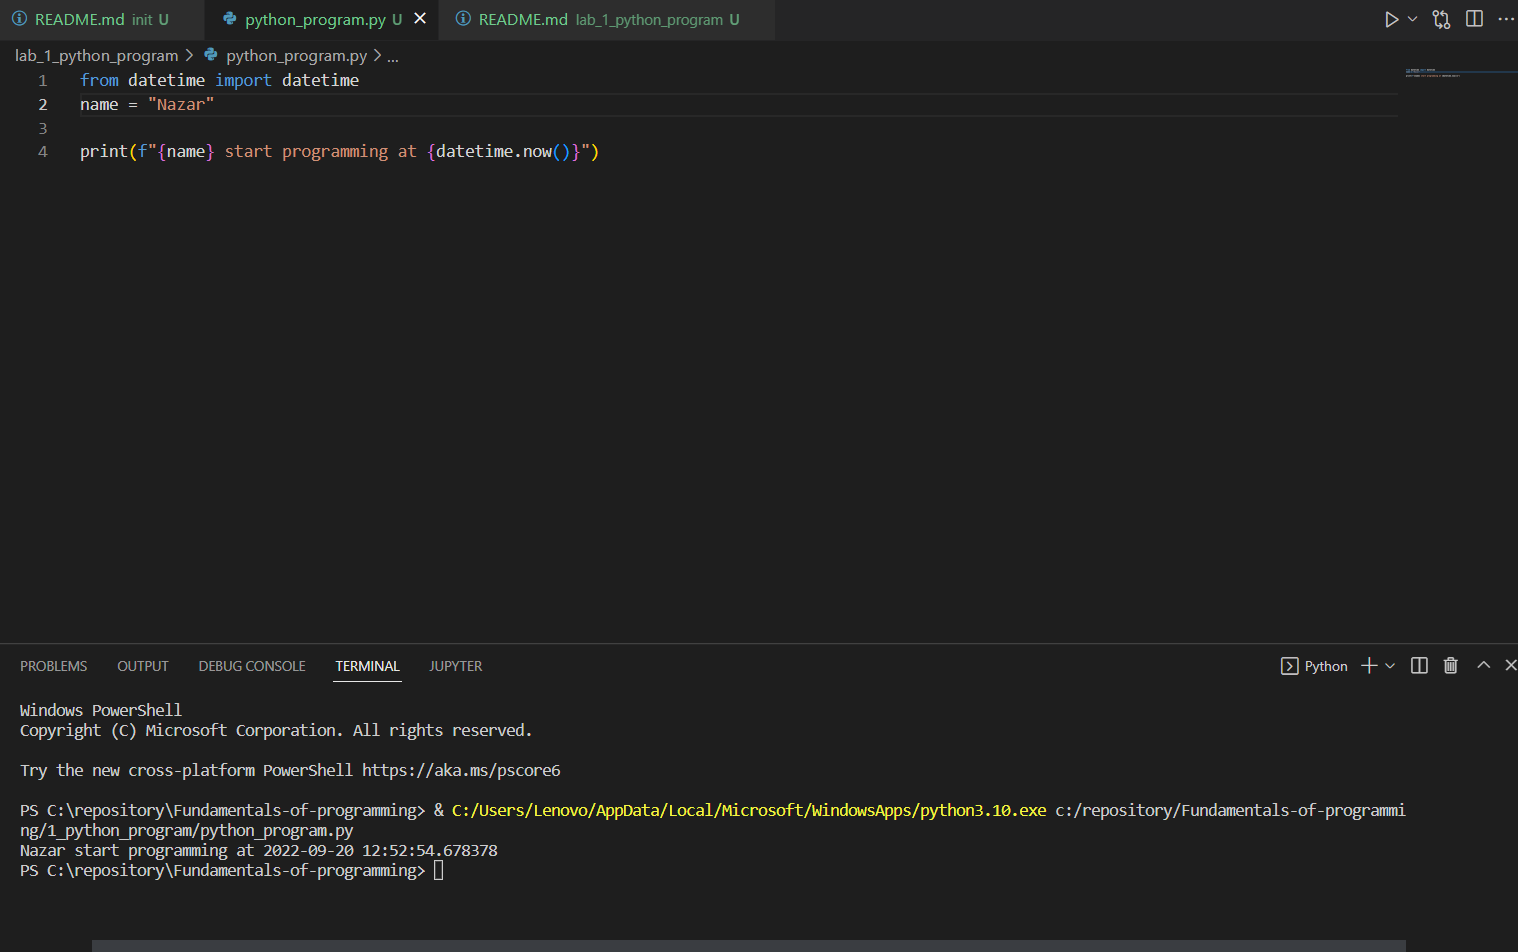 README.md init U python_program.py U README.md lab_1_python_program U
lab_1_python_program > python_program.py > ...
1 from datetime import datetime
2 name = "Nazar"
3
4 print(f"{name} start programming at {datetime.now()}")
PROBLEMS OUTPUT DEBUG CONSOLE TERMINAL JUPYTER Python
Windows PowerShell
Copyright (C) Microsoft Corporation. All rights reserved.
Try the new cross-platform PowerShell https://aka.ms/pscore6
PS C:\repository\Fundamentals-of-programming> & C:/Users/Lenovo/AppData/Local/Microsoft/WindowsApps/python3.10.exe c:/repository/Fundamentals-of-programmi
ng/1_python_program/python_program.py
Nazar start programming at 2022-09-20 12:52:54.678378
PS C:\repository\Fundamentals-of-programming>